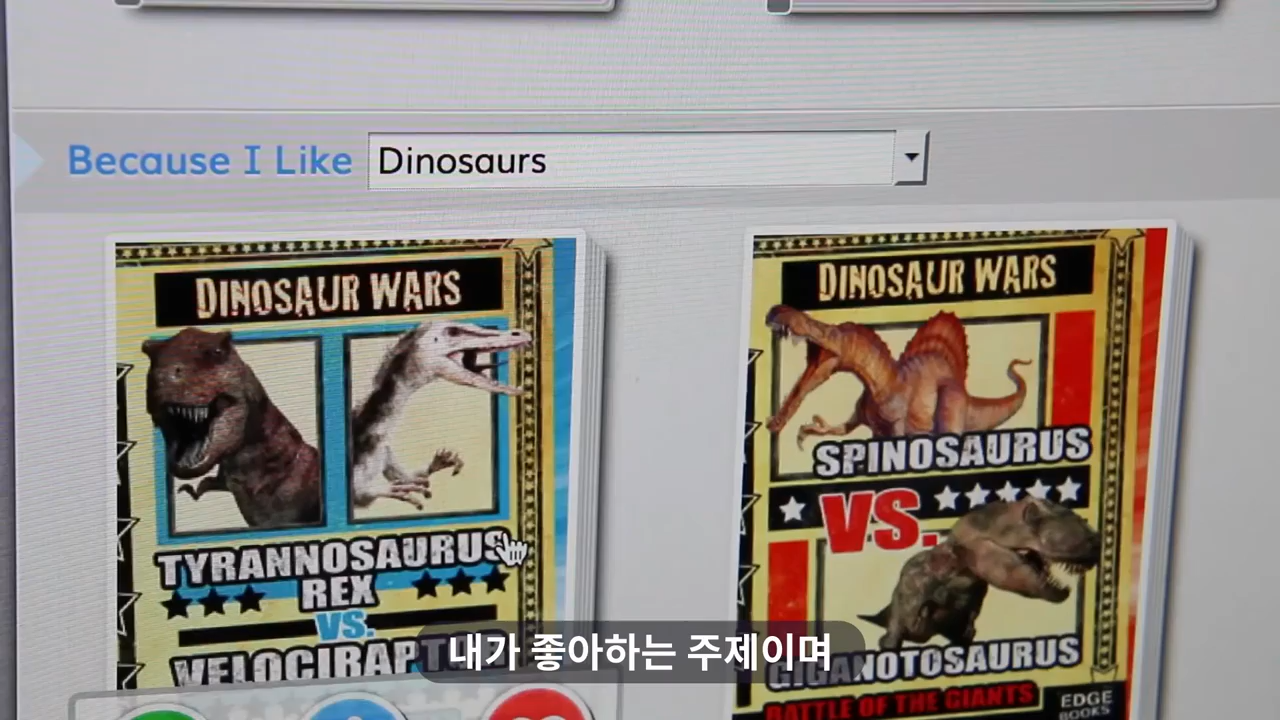 Because I Like Dinosaurs
DINOSAUR WARS
TYRANNOSAURUS
REX
VS.
DINOSAUR WARS
SPINOSAURUS
VS.
GIGANOTOSAURUS
BATTLE OF THE GIANTS
EDGE
BOOKS
내가 좋아하는 주제이며